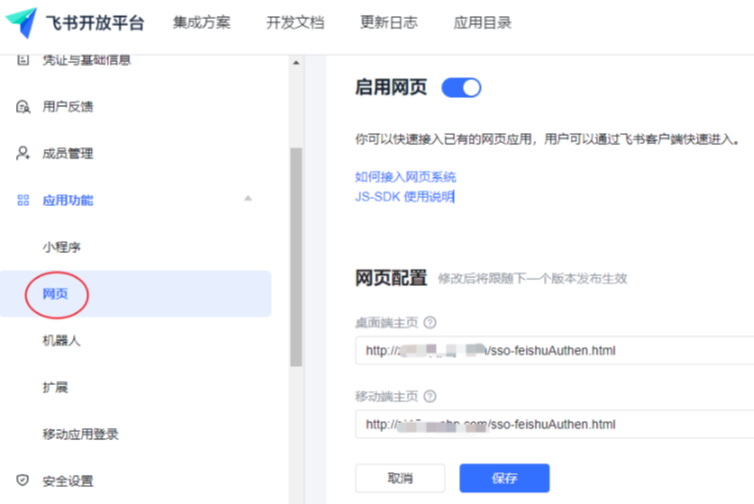 飞书开放平台 集成方案 开发文档 更新日志 应用目录
凭证与基础信息
用户反馈
成员管理
应用功能
小程序
网页
机器人
扩展
移动应用登录
安全设置
启用网页
你可以快速接入已有的网页应用，用户可以通过飞书客户端快速进入。
如何接入网页系统
JS-SDK 使用说明
网页配置 修改后将跟随下一个版本发布生效
桌面端主页
http:// /sso-feishuAuthen.html
移动端主页
http:// /sso-feishuAuthen.html
取消 保存